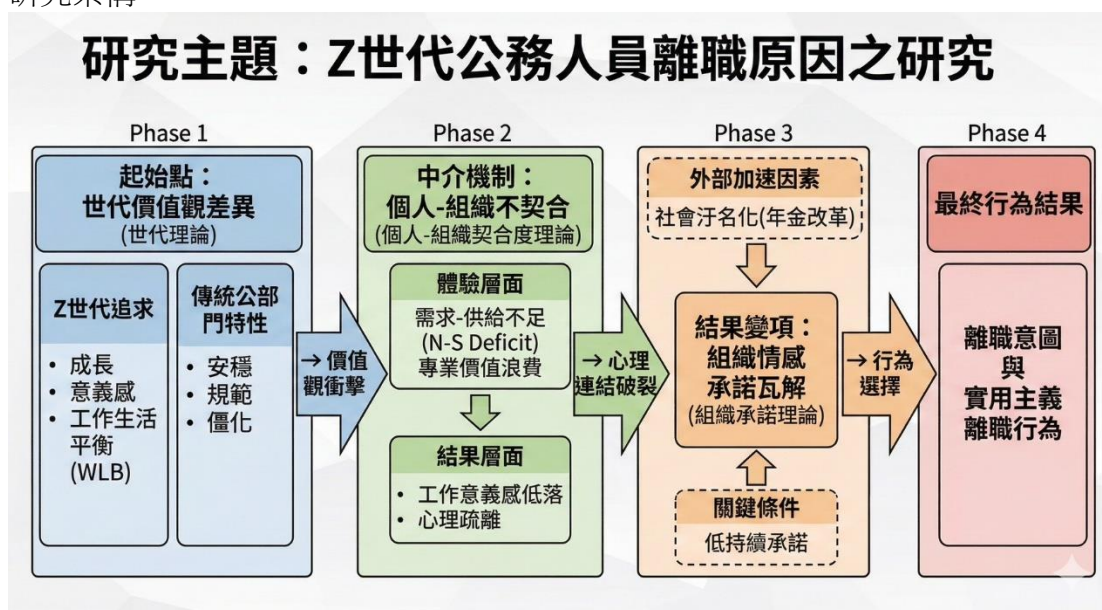 研究架構
研究主題：Z世代公務人員離職原因之研究
Phase 1
起始點：
世代價值觀差異
(世代理論)
Z世代追求
• 成長
• 意義感
• 工作生活
平衡
(WLB)
傳統公部
門特性
• 安穩
• 規範
• 僵化
→ 價值
觀衝擊
Phase 2
中介機制：
個人-組織不契合
(個人-組織契合度理論)
體驗層面
需求-供給不足
(N-S Deficit)
專業價值浪費
結果層面
• 工作意義感低落
• 心理疏離
→ 心理
連結破裂
Phase 3
外部加速因素
社會汙名化(年金改革)
結果變項：
組織情感
承諾瓦解
(組織承諾理論)
關鍵條件
低持續承諾
→ 行為
選擇
Phase 4
最終行為結果
離職意圖
與
實用主義
離職行為